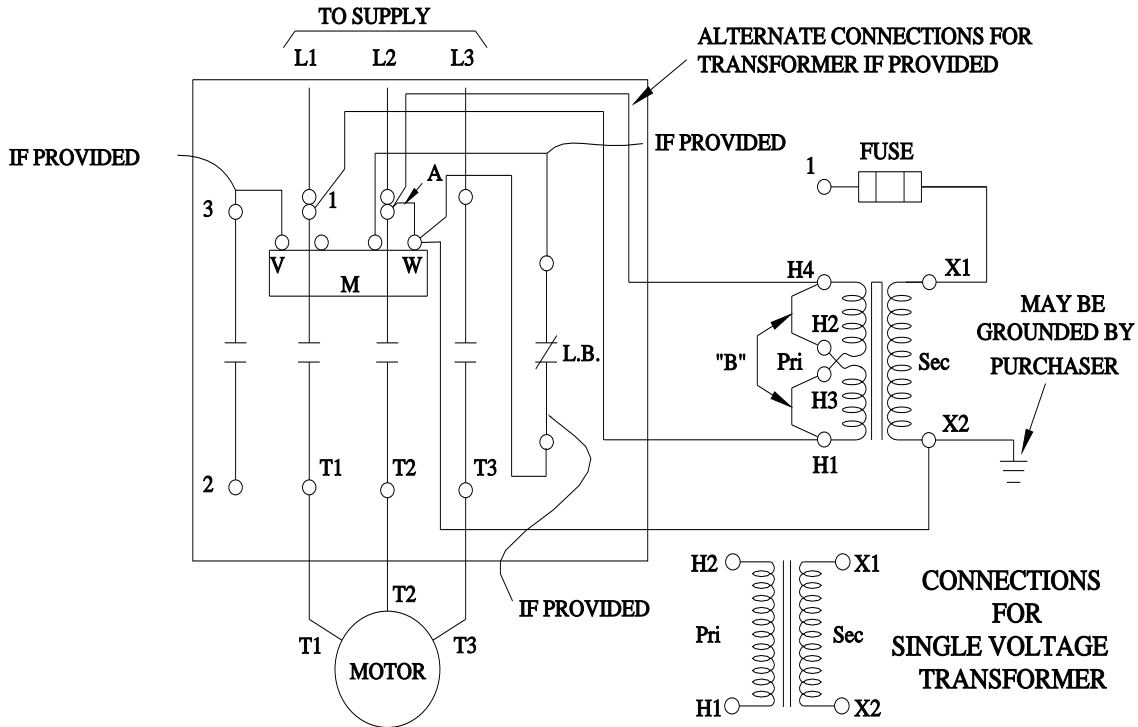 TO SUPPLY
L1 L2 L3
ALTERNATE CONNECTIONS FOR
TRANSFORMER IF PROVIDED
IF PROVIDED
IF PROVIDED
A
1
3
V
W
M
L.B.
T1
T2
T3
2
T2
T1
T3
MOTOR
IF PROVIDED
FUSE
1
H4
X1
H2
"B"
Pri
Sec
H3
H1
X2
MAY BE
GROUNDED BY
PURCHASER
H2
X1
Pri
Sec
H1
X2
CONNECTIONS
FOR
SINGLE VOLTAGE
TRANSFORMER